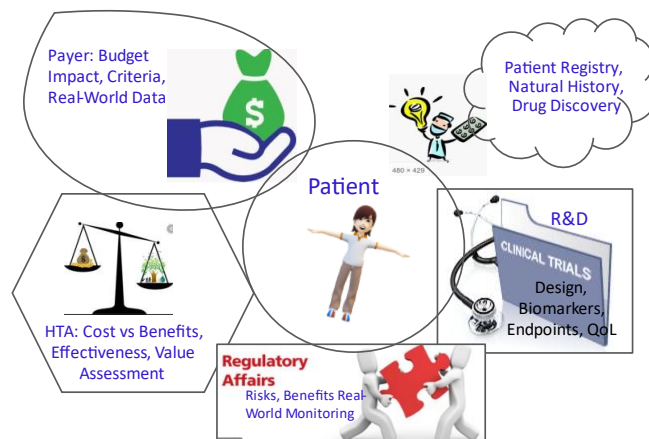 Payer: Budget
Impact, Criteria,
Real-World Data
$
Patient Registry,
Natural History,
Drug Discovery
480 × 429
Patient
R&D
CLINICAL TRIALS
Design,
Biomarkers,
Endpoints, QoL
HTA: Cost vs Benefits,
Effectiveness, Value
Assessment
Regulatory
Affairs
Risks, Benefits Real-
World Monitoring